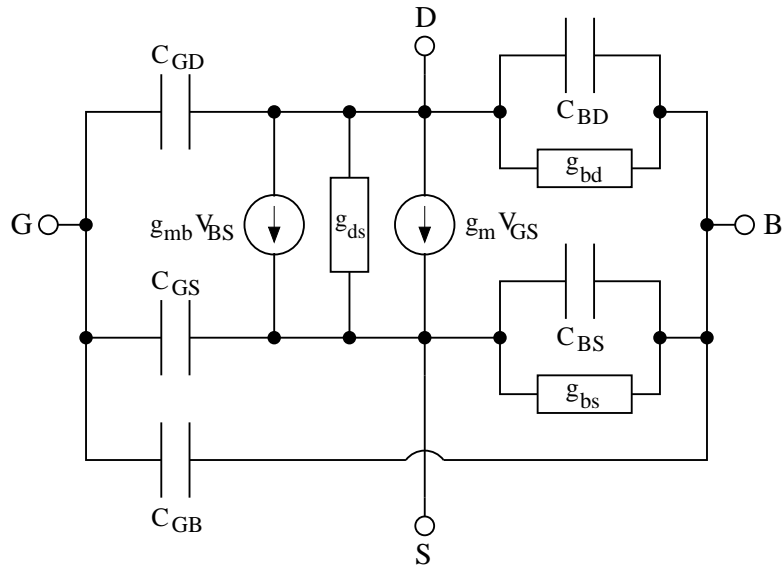 D
C_GD
C_BD
g_bd
G
g_mb V_BS
g_ds
g_m V_GS
B
C_GS
C_BS
g_bs
C_GB
S